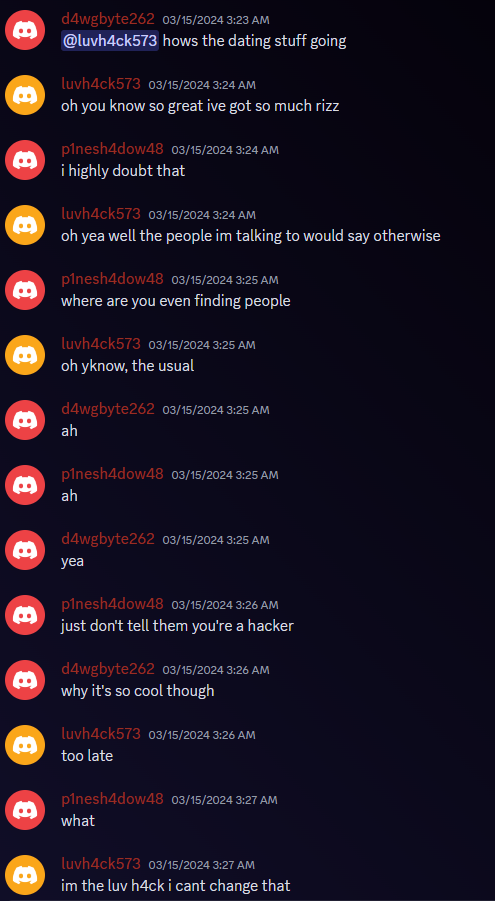 d4wgbyte262 03/15/2024 3:23 AM
@luvh4ck573 hows the dating stuff going
luvh4ck573 03/15/2024 3:24 AM
oh you know so great ive got so much rizz
p1nesh4dow48 03/15/2024 3:24 AM
i highly doubt that
luvh4ck573 03/15/2024 3:24 AM
oh yea well the people im talking to would say otherwise
p1nesh4dow48 03/15/2024 3:25 AM
where are you even finding people
luvh4ck573 03/15/2024 3:25 AM
oh yknow, the usual
d4wgbyte262 03/15/2024 3:25 AM
ah
p1nesh4dow48 03/15/2024 3:25 AM
ah
d4wgbyte262 03/15/2024 3:25 AM
yea
p1nesh4dow48 03/15/2024 3:26 AM
just don't tell them you're a hacker
d4wgbyte262 03/15/2024 3:26 AM
why it's so cool though
luvh4ck573 03/15/2024 3:26 AM
too late
p1nesh4dow48 03/15/2024 3:27 AM
what
luvh4ck573 03/15/2024 3:27 AM
im the luv h4ck i cant change that